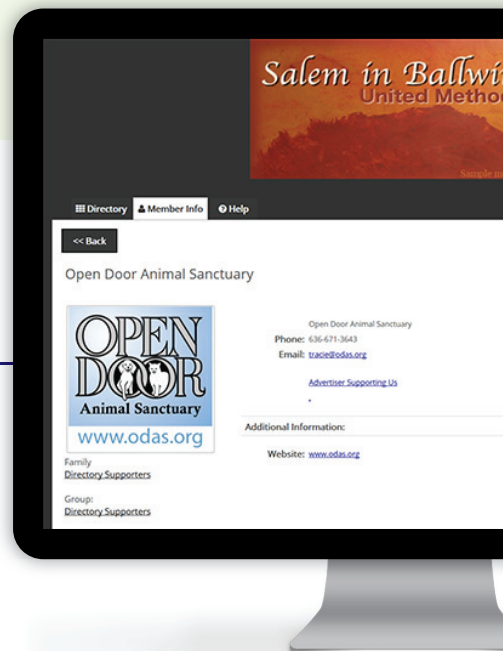 Salem in Ballwi
United Metho
Sample m
Directory Member Info Help
<< Back
Open Door Animal Sanctuary
OPEN
DOOR
Animal Sanctuary
www.odas.org
Open Door Animal Sanctuary
Phone: 636-671-3643
Email: tracie@odas.org
Advertiser Supporting Us
Additional Information:
Website: www.odas.org
Family
Directory Supporters
Group:
Directory Supporters